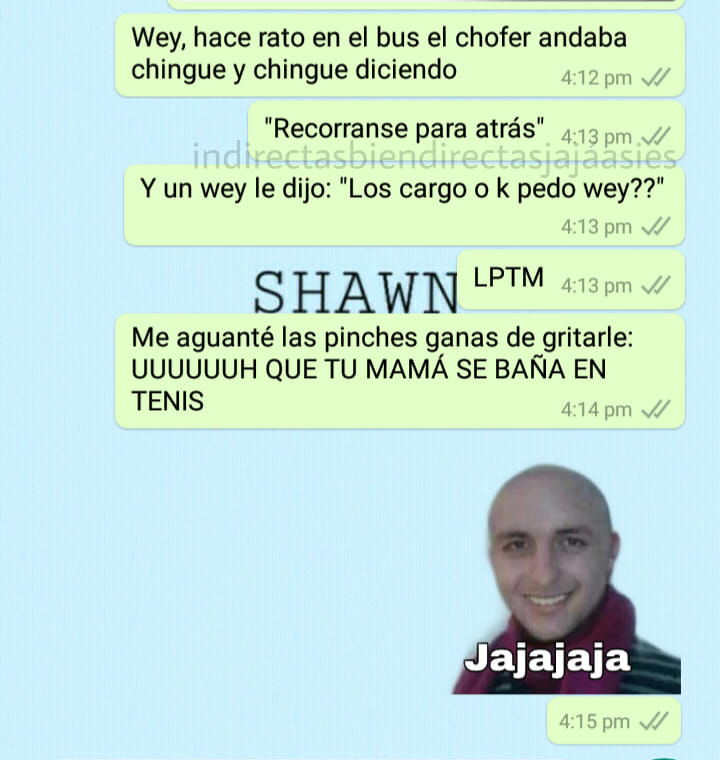 Wey, hace rato en el bus el chofer andaba
chingue y chingue diciendo
4:12 pm
"Recorranse para atrás" 4:13 pm
indirectasbiendirectasjajáasies
Y un wey le dijo: "Los cargo o k pedo wey??"
4:13 pm
SHAWN
LPTM 4:13 pm
Me aguanté las pinches ganas de gritarle:
UUUUUUH QUE TU MAMÁ SE BAÑA EN
TENIS
4:14 pm
Jajajaja
4:15 pm